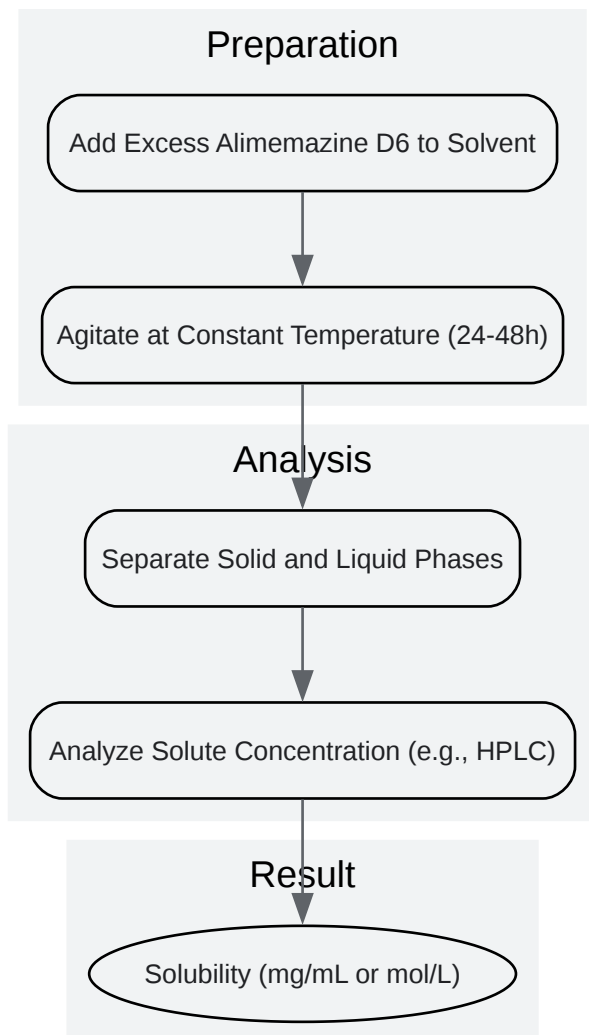 Preparation
Add Excess Alimemazine D6 to Solvent
Agitate at Constant Temperature (24-48h)
Analysis
Separate Solid and Liquid Phases
Analyze Solute Concentration (e.g., HPLC)
Result
Solubility (mg/mL or mol/L)